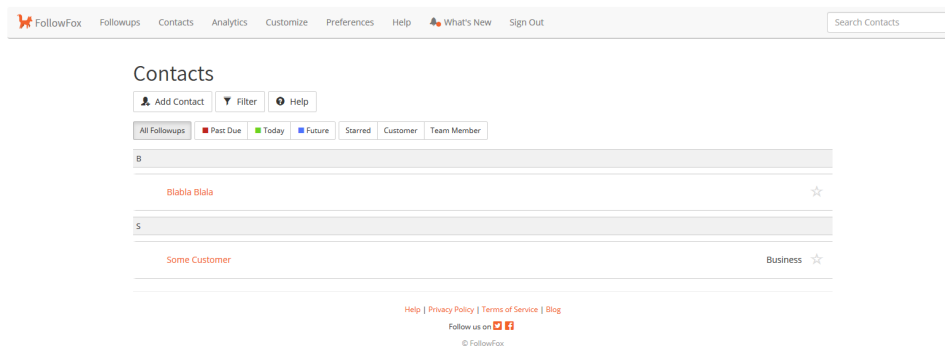 FollowFox Followups Contacts Analytics Customize Preferences Help What's New Sign Out Search Contacts
Contacts
Add Contact Filter Help
All Followups Past Due Today Future Starred Customer Team Member
B
Blabla Blala
S
Some Customer Business
Help | Privacy Policy | Terms of Service | Blog
Follow us on
© FollowFox